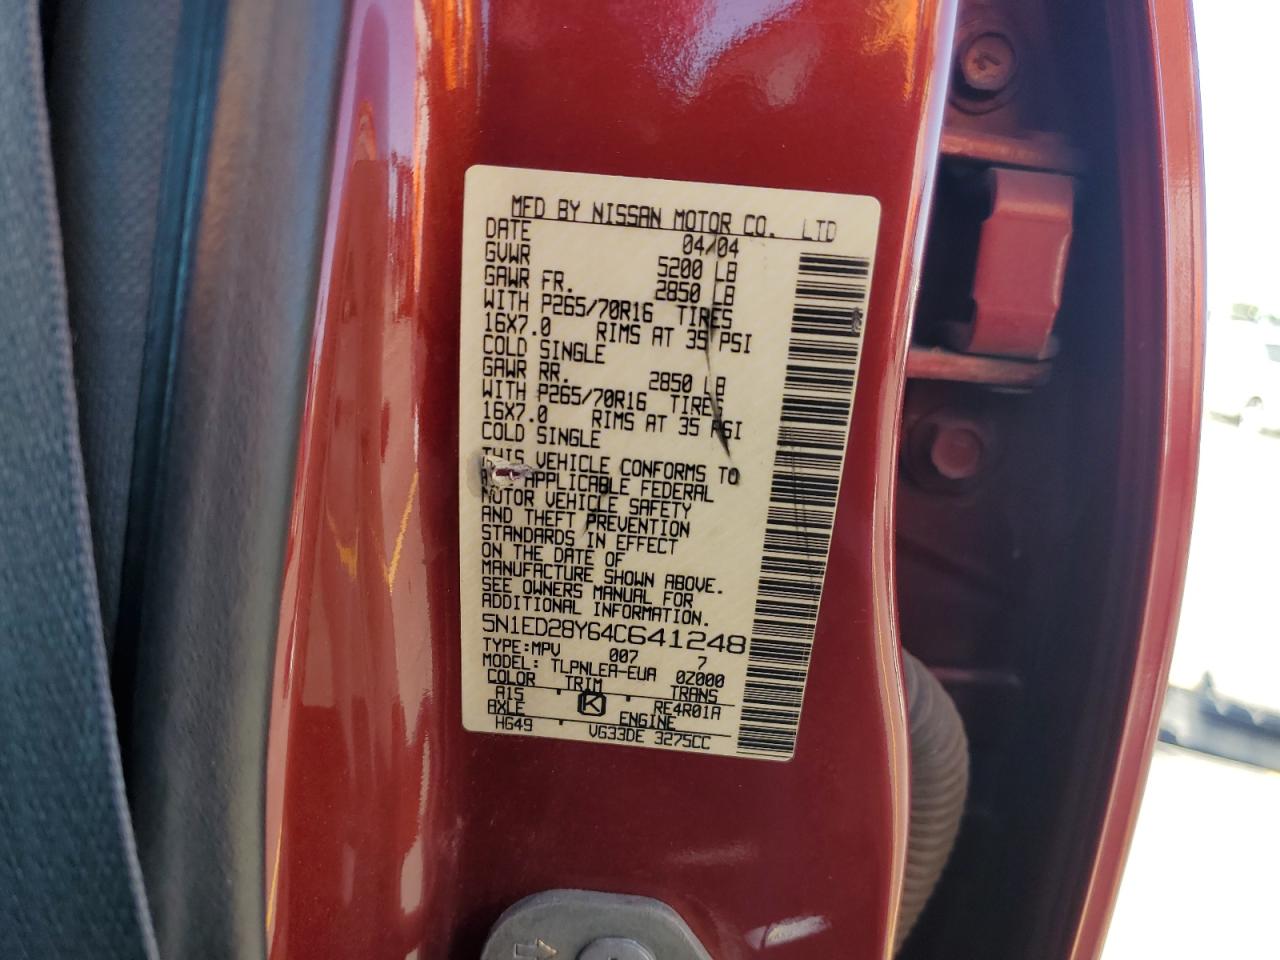 MFD BY NISSAN MOTOR CO. LTD
DATE 04/04
GVWR 5200 LB
GAWR FR. 2850 LB
WITH P265/70R16 TIRES
16X7.0 RIMS AT 35 PSI
COLD SINGLE
GAWR RR. 2850 LB
WITH P265/70R16 TIRES
16X7.0 RIMS AT 35 PSI
COLD SINGLE
THIS VEHICLE CONFORMS TO
APPLICABLE FEDERAL
MOTOR VEHICLE SAFETY
AND THEFT PREVENTION
STANDARDS IN EFFECT
ON THE DATE OF
MANUFACTURE SHOWN ABOVE.
SEE OWNERS MANUAL FOR
ADDITIONAL INFORMATION.
5N1ED28Y64C641248
TYPE:MPV 007 7
MODEL: TLPNLEA-EUA 0Z000
COLOR TRIM TRANS
A15 K RE4R01A
AXLE ENGINE
HG49 VG33DE 3275CC